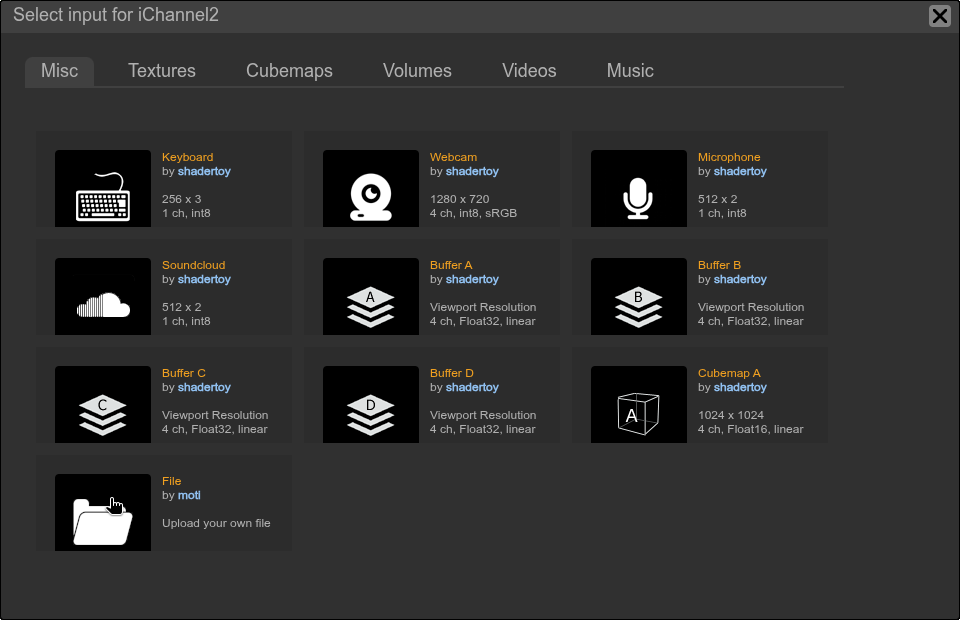 Select input for iChannel2
Misc
Textures
Cubemaps
Volumes
Videos
Music
Keyboard
by shadertoy
256 x 3
1 ch, int8
Webcam
by shadertoy
1280 x 720
4 ch, int8, sRGB
Microphone
by shadertoy
512 x 2
1 ch, int8
Soundcloud
by shadertoy
512 x 2
1 ch, int8
A
Buffer A
by shadertoy
Viewport Resolution
4 ch, Float32, linear
B
Buffer B
by shadertoy
Viewport Resolution
4 ch, Float32, linear
C
Buffer C
by shadertoy
Viewport Resolution
4 ch, Float32, linear
D
Buffer D
by shadertoy
Viewport Resolution
4 ch, Float32, linear
A
Cubemap A
by shadertoy
1024 x 1024
4 ch, Float16, linear
File
by motl
Upload your own file